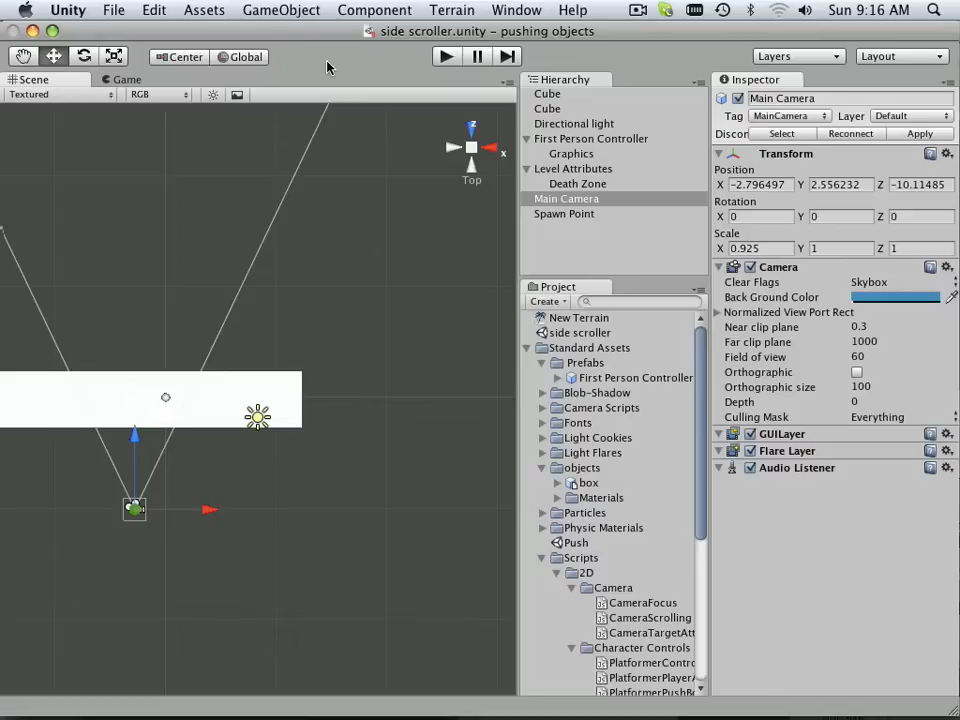 Unity File Edit Assets GameObject Component Terrain Window Help Sun 9:16 AM
side scroller.unity – pushing objects
Center Global Layers Layout
Scene Game
Textured RGB
z
x
Top
Hierarchy
Cube
Cube
Directional light
First Person Controller
Graphics
Level Attributes
Death Zone
Main Camera
Spawn Point
Project
Create
New Terrain
side scroller
Standard Assets
Prefabs
First Person Controller
Blob-Shadow
Camera Scripts
Fonts
Light Cookies
Light Flares
objects
box
Materials
Particles
Physic Materials
Push
Scripts
2D
Camera
CameraFocus
CameraScrolling
CameraTargetAtt
Character Controls
PlatformerContro
PlatformerPlayerA
PlatformerPushB
Inspector
Main Camera
Tag MainCamera Layer Default
Discor Select Reconnect Apply
Transform
Position
X -2.796497 Y 2.556232 Z -10.11485
Rotation
X 0 Y 0 Z 0
Scale
X 0.925 Y 1 Z 1
Camera
Clear Flags Skybox
Back Ground Color
Normalized View Port Rect
Near clip plane 0.3
Far clip plane 1000
Field of view 60
Orthographic
Orthographic size 100
Depth 0
Culling Mask Everything
GUILayer
Flare Layer
Audio Listener